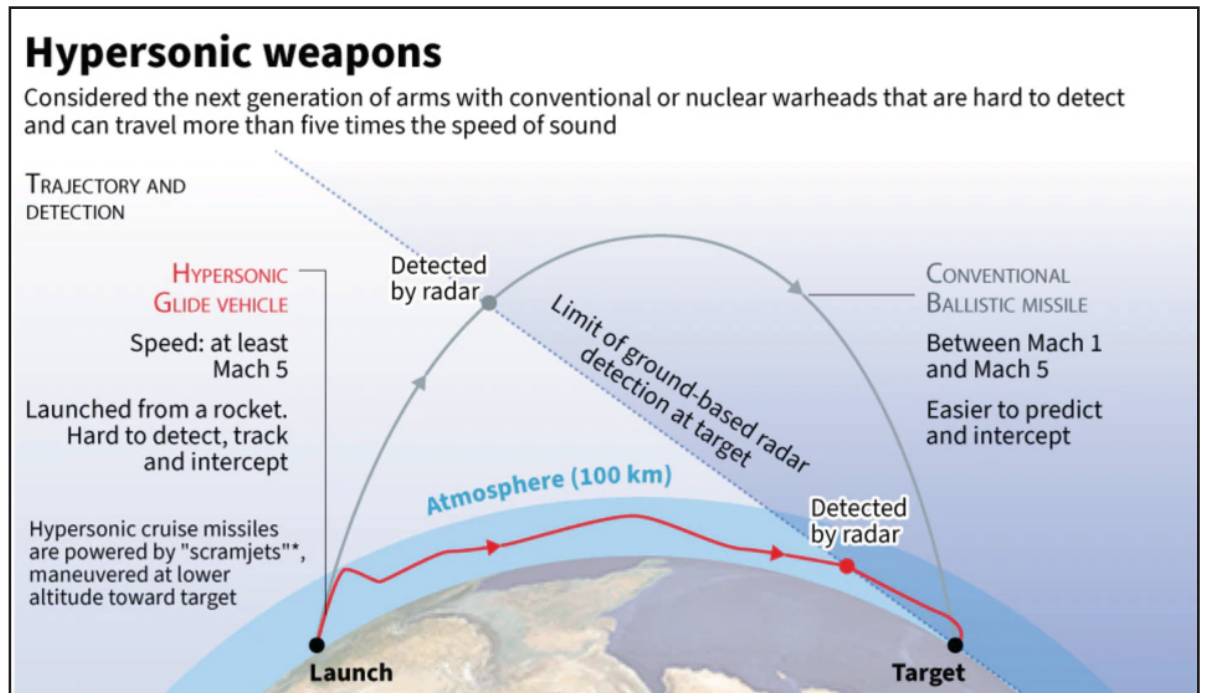 Hypersonic weapons
Considered the next generation of arms with conventional or nuclear warheads that are hard to detect
and can travel more than five times the speed of sound
TRAJECTORY AND
DETECTION
HYPERSONIC
GLIDE VEHICLE
Speed: at least
Mach 5
Launched from a rocket.
Hard to detect, track
and intercept
Hypersonic cruise missiles
are powered by "scramjets"*,
maneuvered at lower
altitude toward target
Detected
by radar
Limit of ground-based radar
detection at target
CONVENTIONAL
BALLISTIC MISSILE
Between Mach 1
and Mach 5
Easier to predict
and intercept
Atmosphere (100 km)
Detected
by radar
Launch
Target